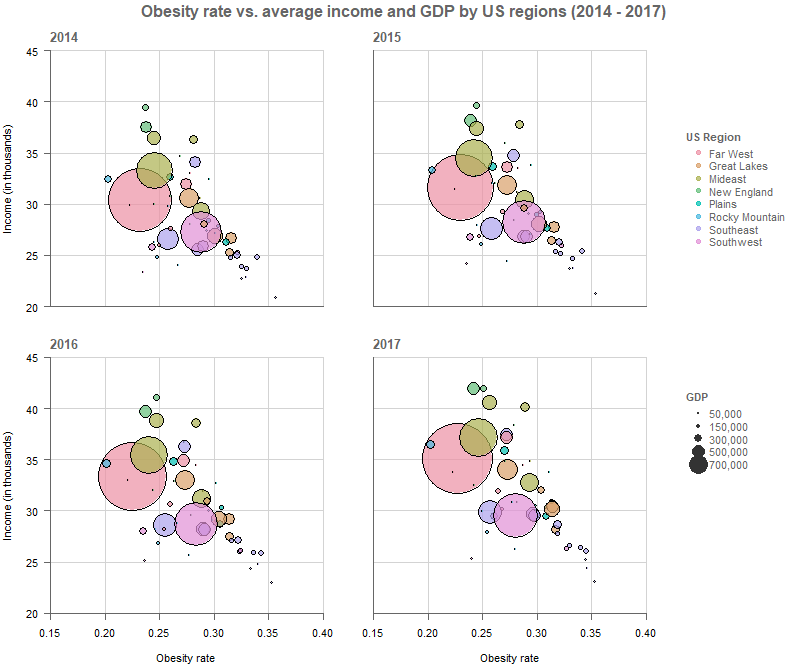 Obesity rate vs. average income and GDP by US regions (2014 - 2017)
2014
2015
45
40
35
30
25
20
Income (in thousands)
US Region
Far West
Great Lakes
Mideast
New England
Plains
Rocky Mountain
Southeast
Southwest
2016
2017
45
40
35
30
25
20
Income (in thousands)
0.15 0.20 0.25 0.30 0.35 0.40
0.15 0.20 0.25 0.30 0.35 0.40
Obesity rate
Obesity rate
GDP
50,000
150,000
300,000
500,000
700,000